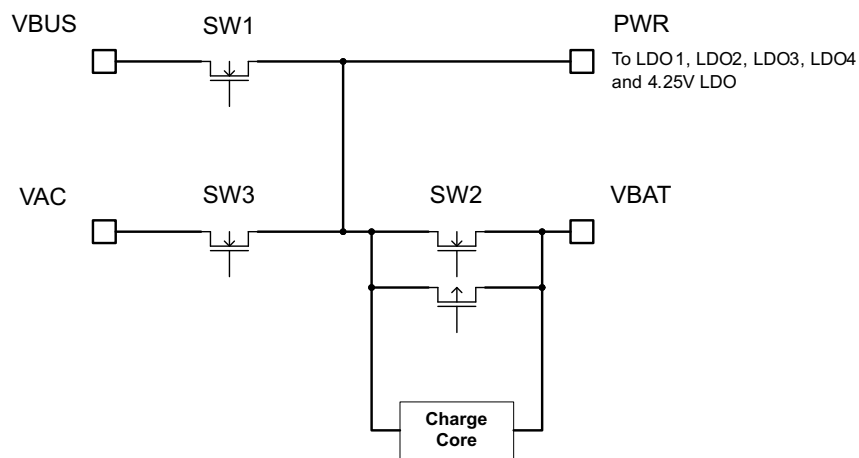 VBUS
SW1
PWR
To LDO1, LDO2, LDO3, LDO4
and 4.25V LDO
VAC
SW3
SW2
VBAT
Charge
Core